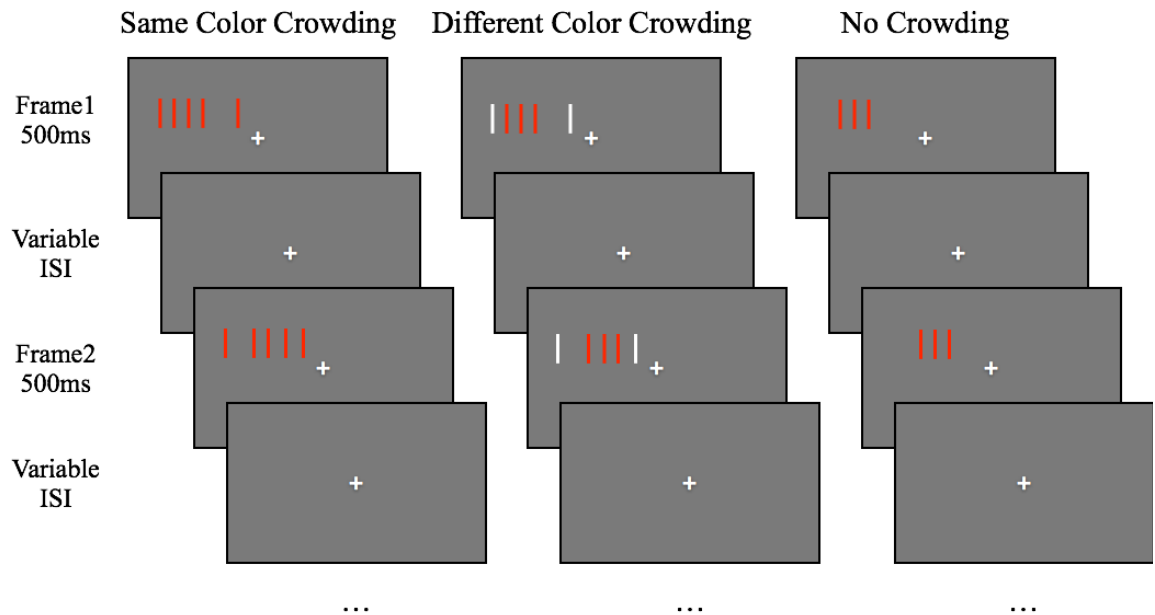 Same Color Crowding
Different Color Crowding
No Crowding
Frame1
500ms
Variable
ISI
Frame2
500ms
Variable
ISI
... ... ...